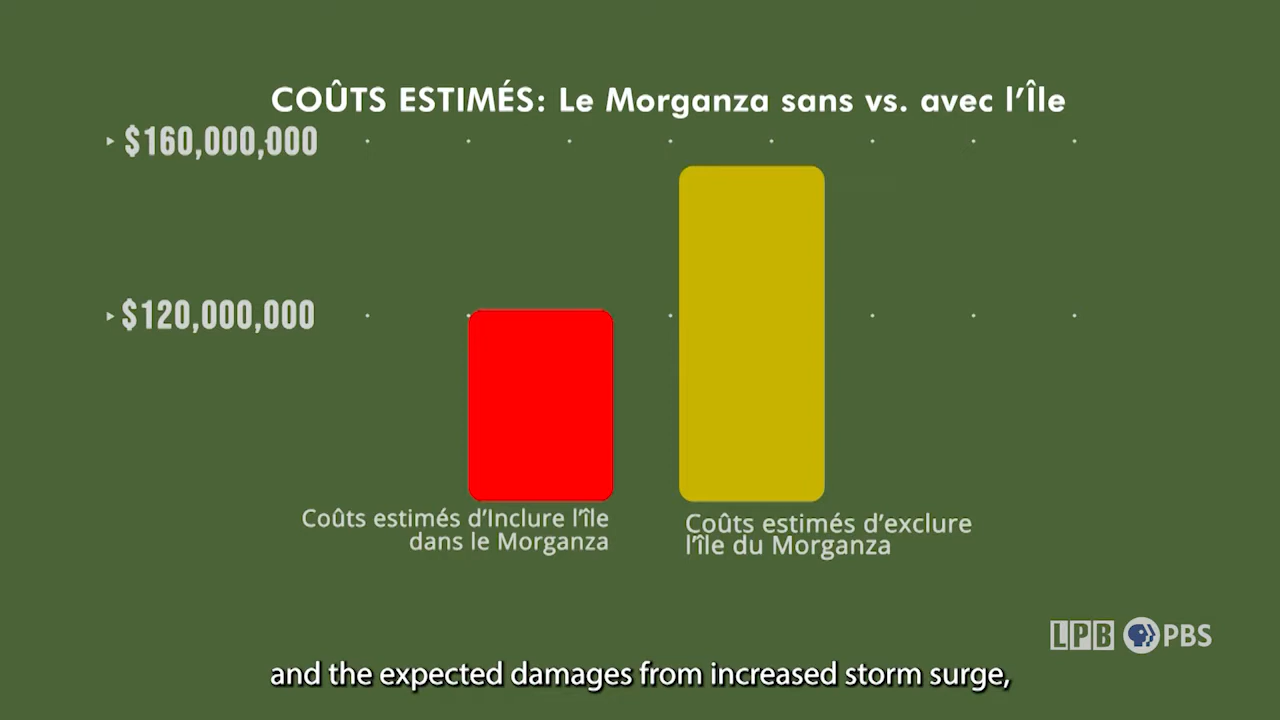 COÛTS ESTIMÉS: Le Morganza sans vs. avec l'Île
$160,000,000
$120,000,000
Coûts estimés d'Inclure l'île
dans le Morganza
Coûts estimés d'exclure
l'île du Morganza
LPB PBS
and the expected damages from increased storm surge,